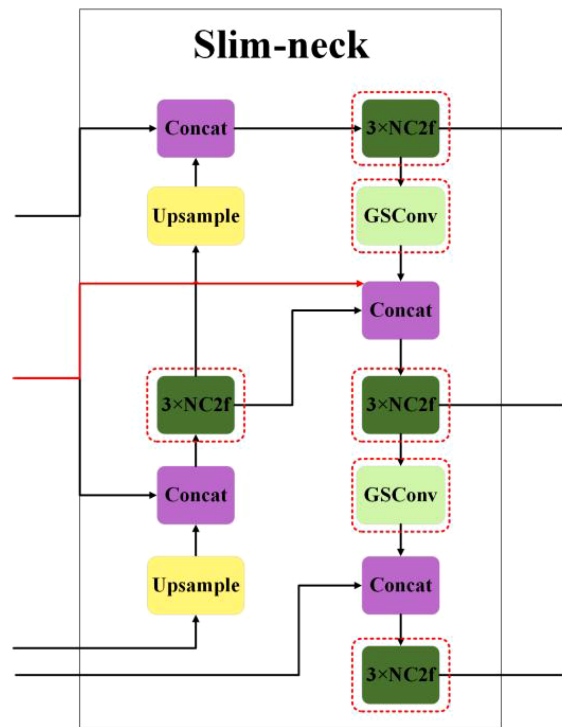 Slim-neck
Concat
3×NC2f
Upsample
GSConv
Concat
3×NC2f
3×NC2f
Concat
GSConv
Upsample
Concat
3×NC2f